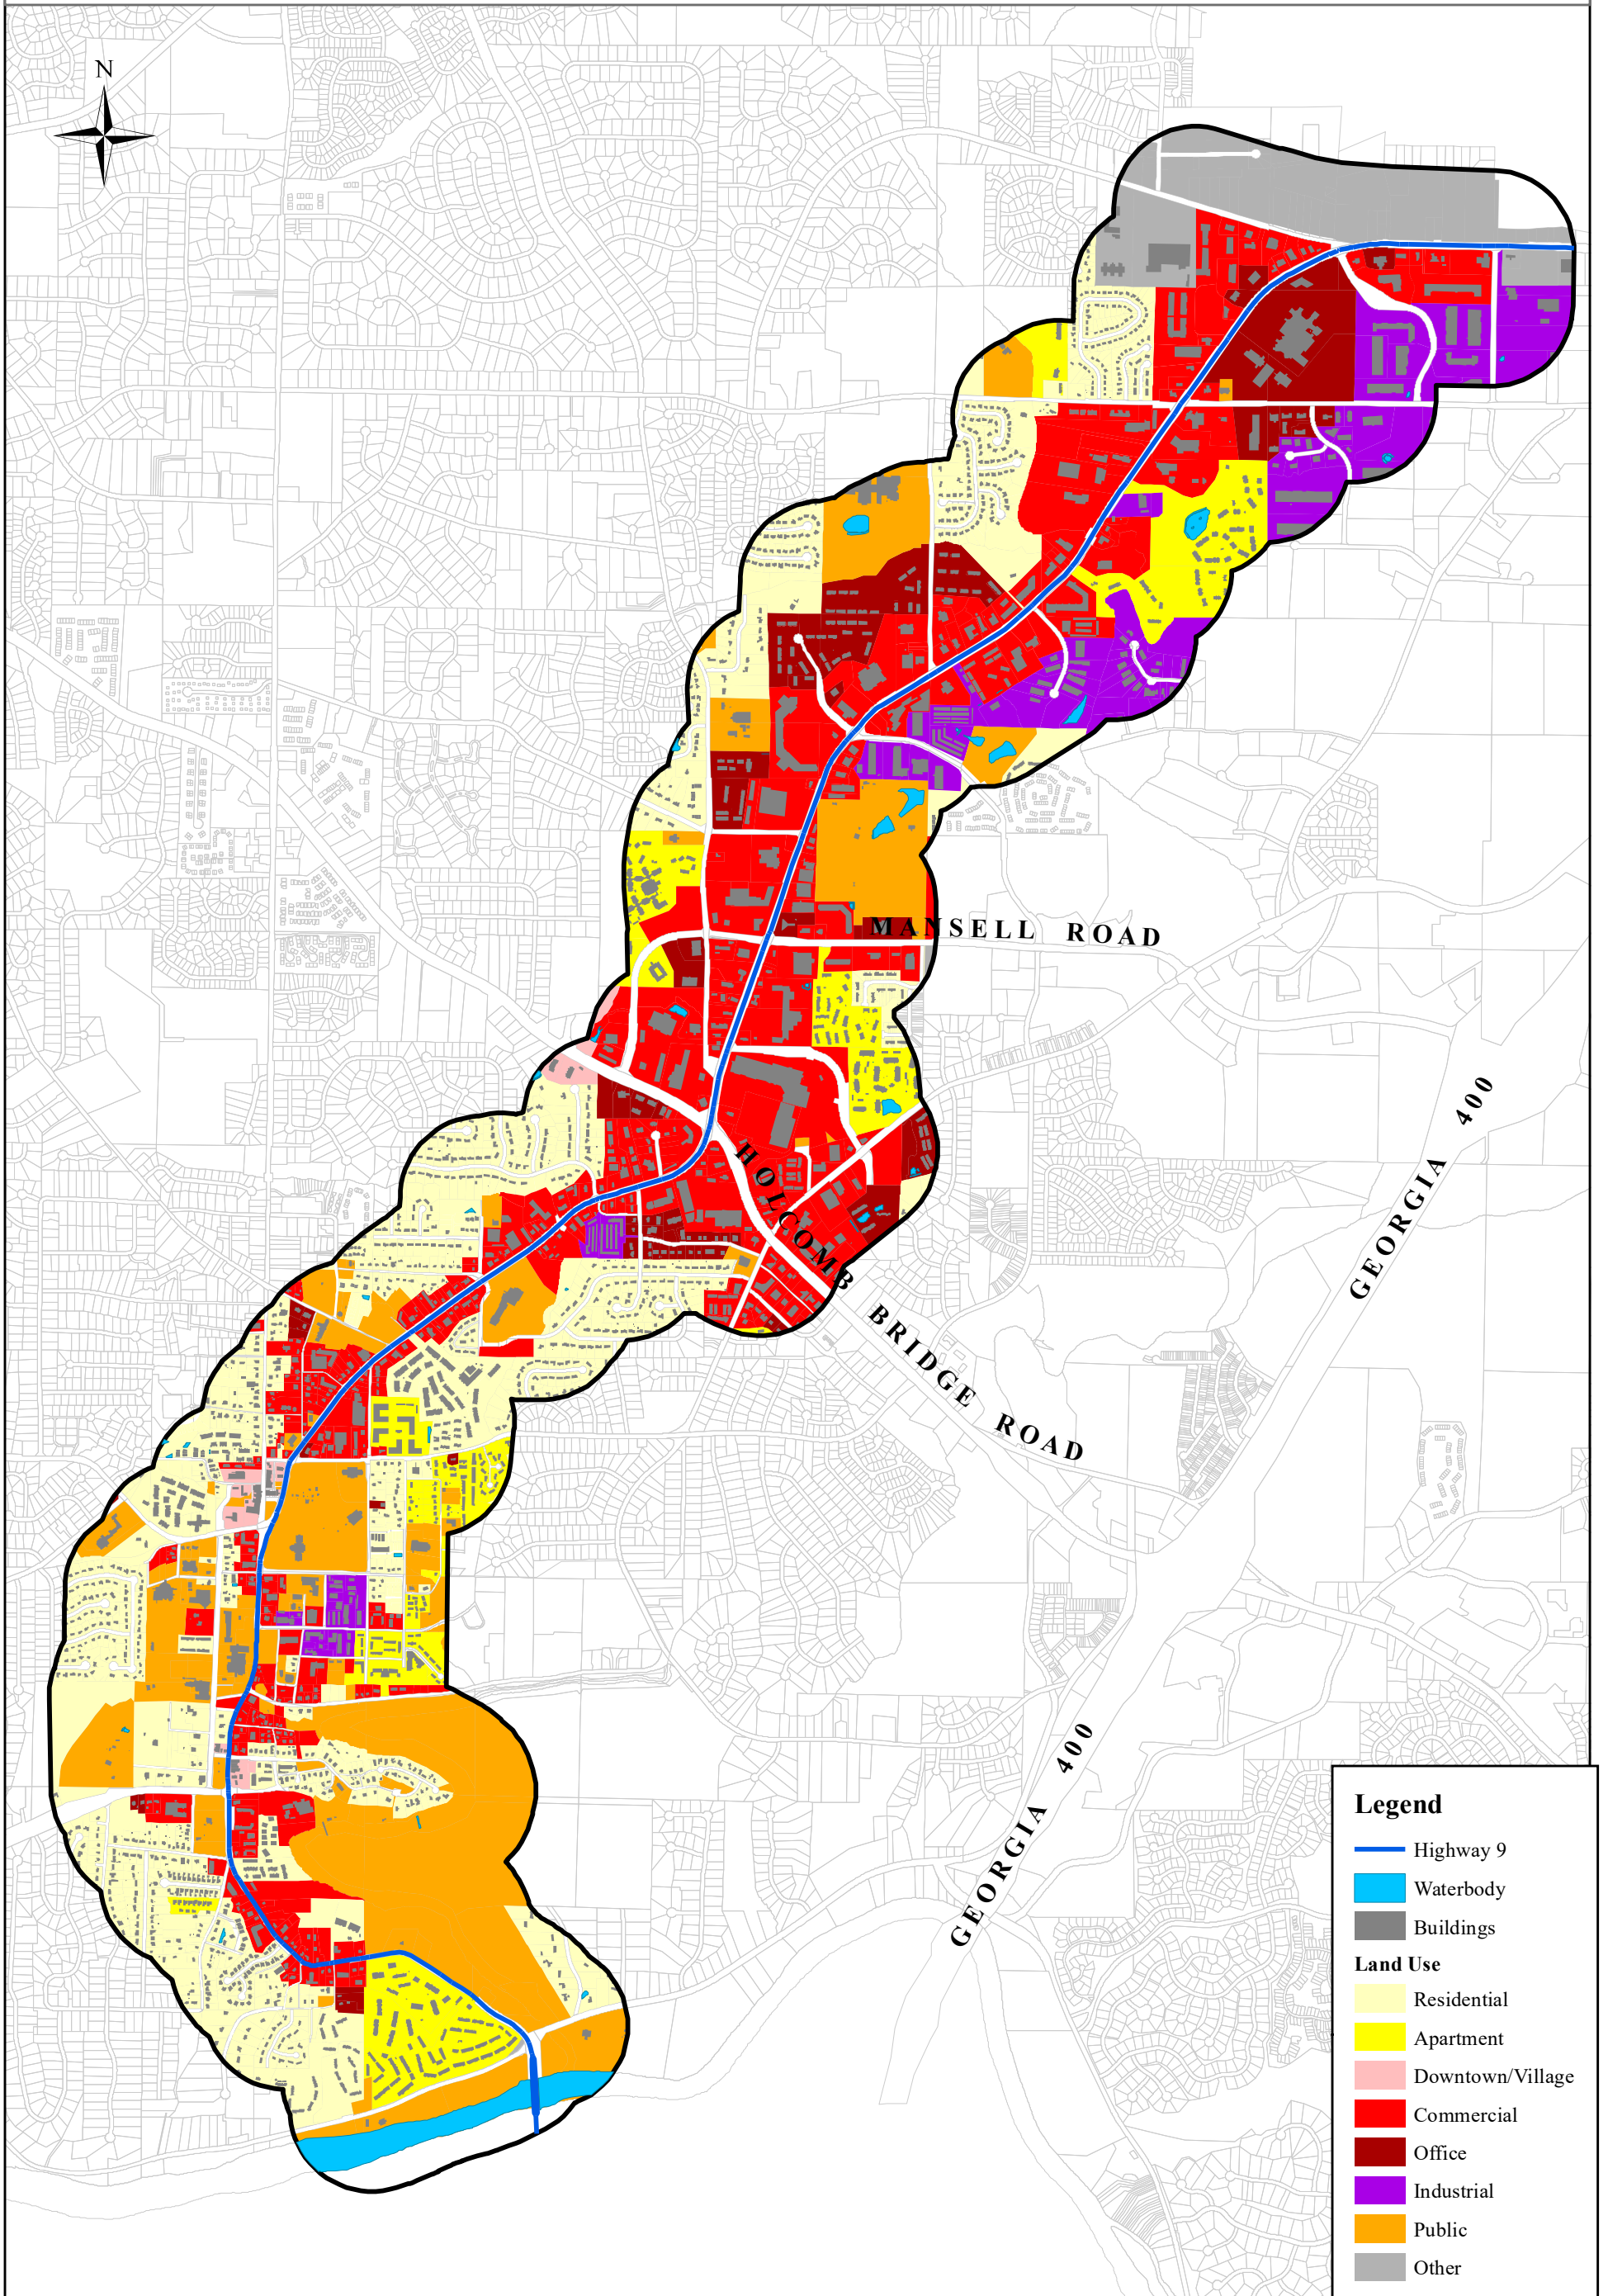 N
MANSELL ROAD
GEORGIA 400
HOLCOMB BRIDGE ROAD
GEORGIA 400
Legend
Highway 9
Waterbody
Buildings
Land Use
Residential
Apartment
Downtown/Village
Commercial
Office
Industrial
Public
Other